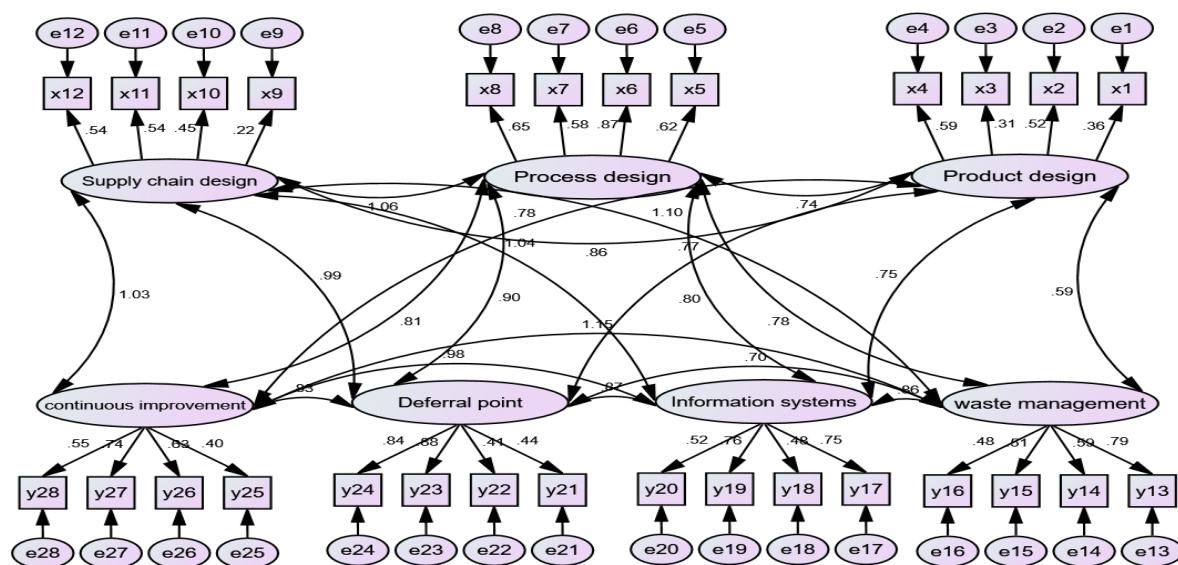 e12 e11 e10 e9 e8 e7 e6 e5 e4 e3 e2 e1
x12 x11 x10 x9 x8 x7 x6 x5 x4 x3 x2 x1
.54 .54 .45 .22 .65 .58 .87 .62 .59 .31 .52 .36
Supply chain design Process design Product design
1.06 .78 1.10 .74
1.04 .86 .77
.99 .75
1.03 .90 .80 .59
.81 1.15 .78
.98 .70
.83 .87 .86
continuous improvement Deferral point Information systems waste management
.55 .74 .63 .40 .84 .41 .44 .52 .76 .48 .75 .48 .59 .79
y28 y27 y26 y25 y24 y23 y22 y21 y20 y19 y18 y17 y16 y15 y14 y13
e28 e27 e26 e25 e24 e23 e22 e21 e20 e19 e18 e17 e16 e15 e14 e13